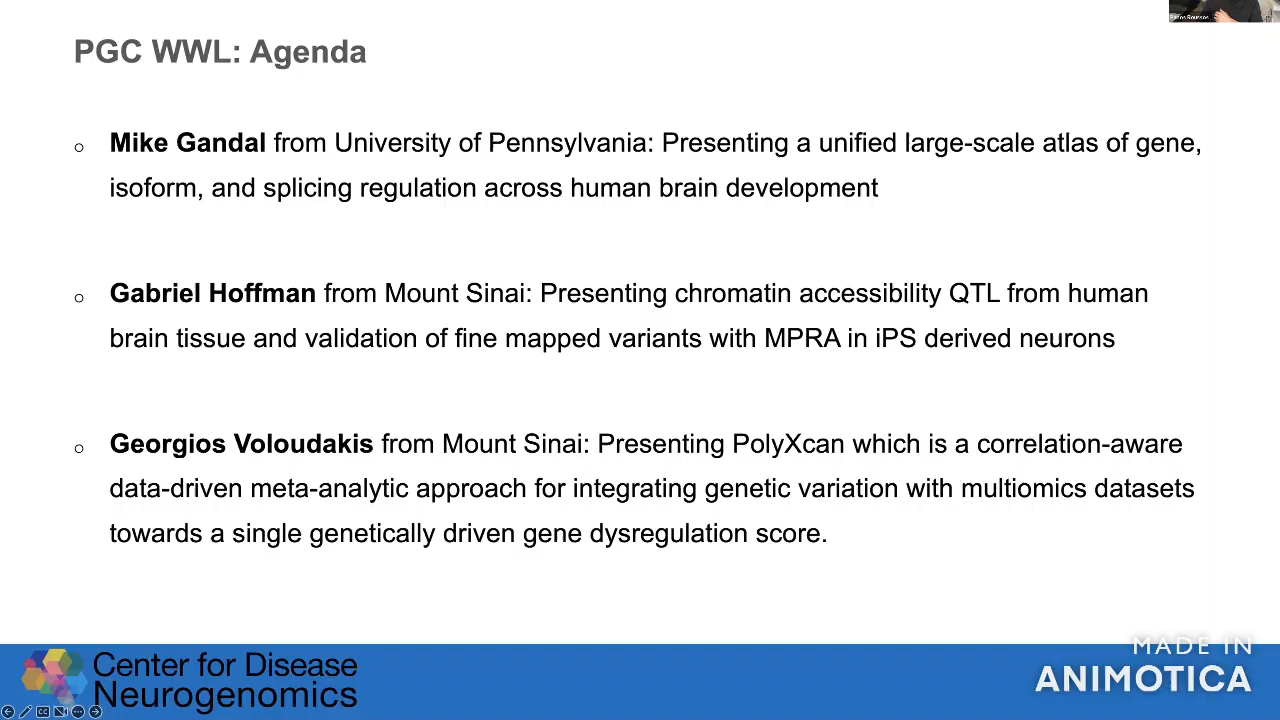 PGC WWL: Agenda
Mike Gandal from University of Pennsylvania: Presenting a unified large-scale atlas of gene,
isoform, and splicing regulation across human brain development
Gabriel Hoffman from Mount Sinai: Presenting chromatin accessibility QTL from human
brain tissue and validation of fine mapped variants with MPRA in iPS derived neurons
Georgios Voloudakis from Mount Sinai: Presenting PolyXcan which is a correlation-aware
data-driven meta-analytic approach for integrating genetic variation with multiomics datasets
towards a single genetically driven gene dysregulation score.
Center for Disease
Neurogenomics
MADE IN
ANIMOTICA